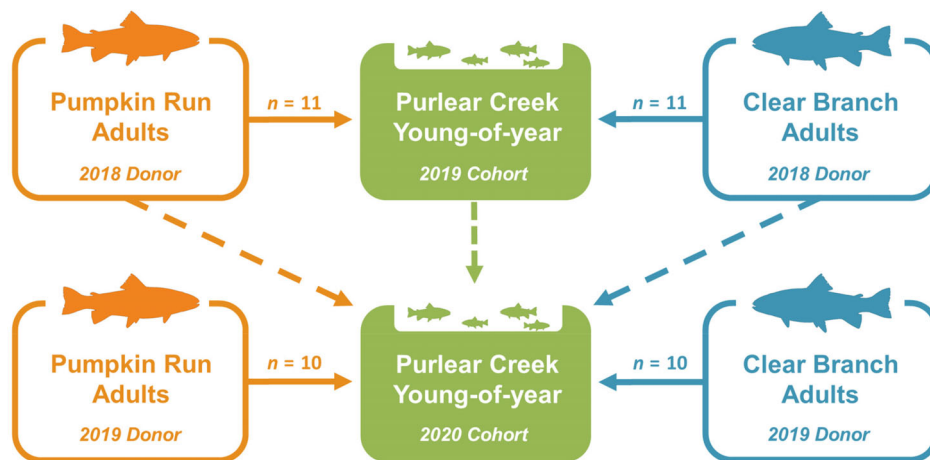 Pumpkin Run
Adults
2018 Donor
n = 11
Purlear Creek
Young-of-year
2019 Cohort
n = 11
Clear Branch
Adults
2018 Donor
Pumpkin Run
Adults
2019 Donor
n = 10
Purlear Creek
Young-of-year
2020 Cohort
n = 10
Clear Branch
Adults
2019 Donor